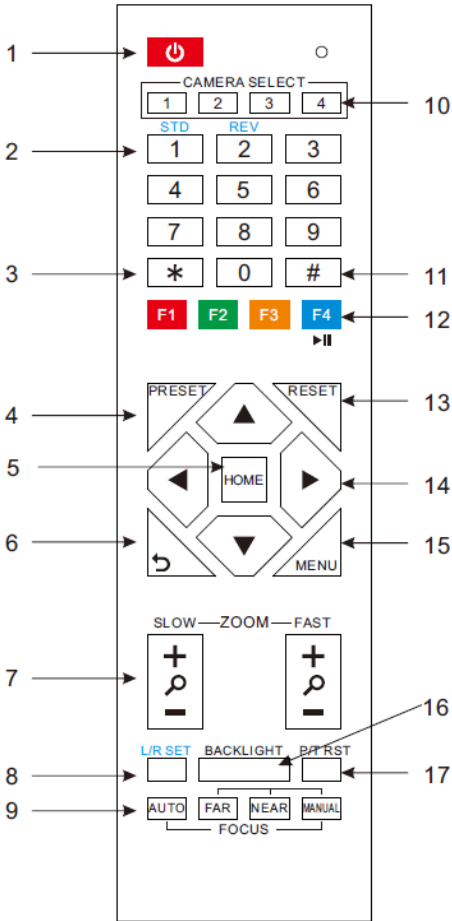 1
CAMERA SELECT
1 2 3 4 10
STD REV
2 1 2 3
4 5 6
7 8 9
3 * 0 # 11
F1 F2 F3 F4 12
PRESET RESET
4 13
5 HOME 14
6 MENU 15
SLOW ZOOM FAST
+ +
7
- -
16
L/R SET BACKLIGHT P/T RST
8 17
9 AUTO FAR NEAR MANUAL
FOCUS